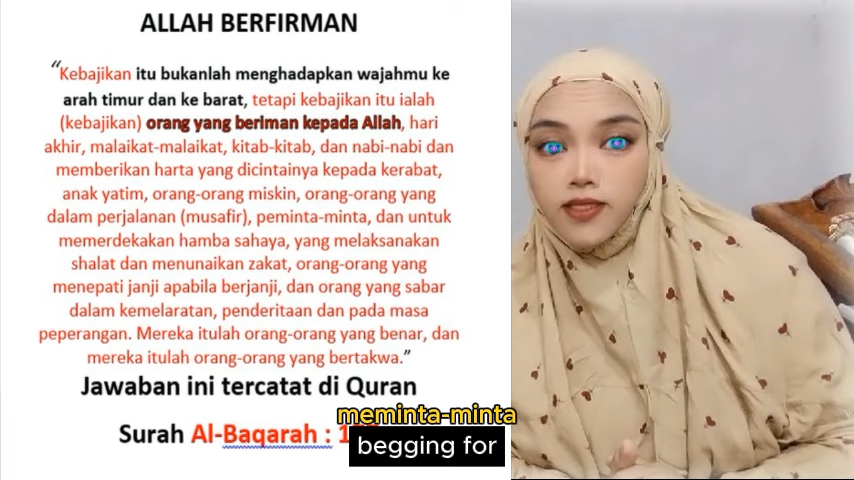 ALLAH BERFIRMAN
“Kebajikan itu bukanlah menghadapkan wajahmu ke
arah timur dan ke barat, tetapi kebajikan itu ialah
(kebajikan) orang yang beriman kepada Allah, hari
akhir, malaikat-malaikat, kitab-kitab, dan nabi-nabi dan
memberikan harta yang dicintainya kepada kerabat,
anak yatim, orang-orang miskin, orang-orang yang
dalam perjalanan (musafir), peminta-minta, dan untuk
memerdekakan hamba sahaya, yang melaksanakan
shalat dan menunaikan zakat, orang-orang yang
menepati janji apabila berjanji, dan orang yang sabar
dalam kemelaratan, penderitaan dan pada masa
peperangan. Mereka itulah orang-orang yang benar, dan
mereka itulah orang-orang yang bertakwa.”
Jawaban ini tercatat di Quran
Surah Al-Baqarah :
meminta-minta
begging for